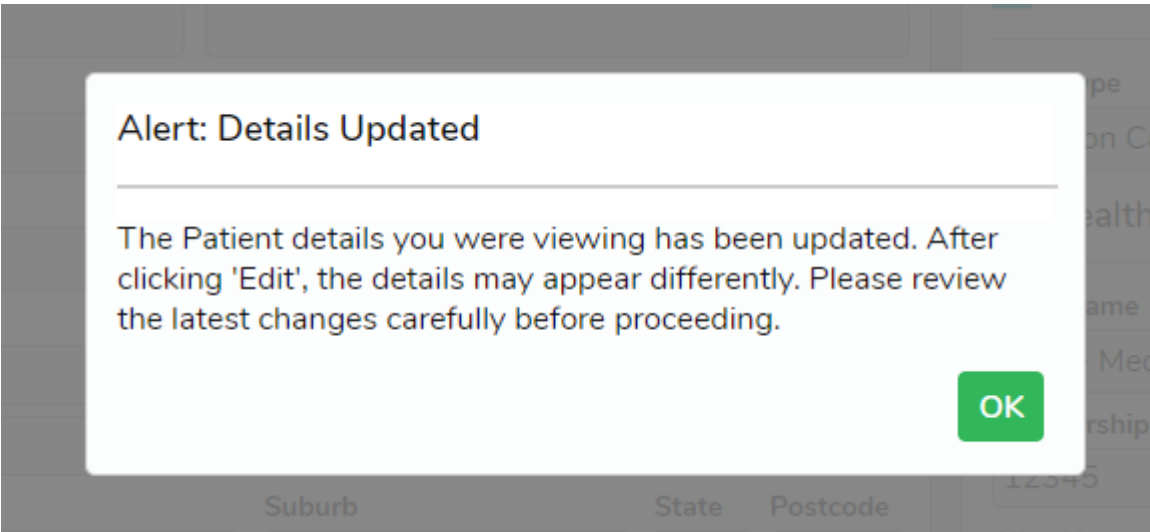 Alert: Details Updated
The Patient details you were viewing has been updated. After
clicking 'Edit', the details may appear differently. Please review
the latest changes carefully before proceeding.
OK
12345
Suburb State Postcode